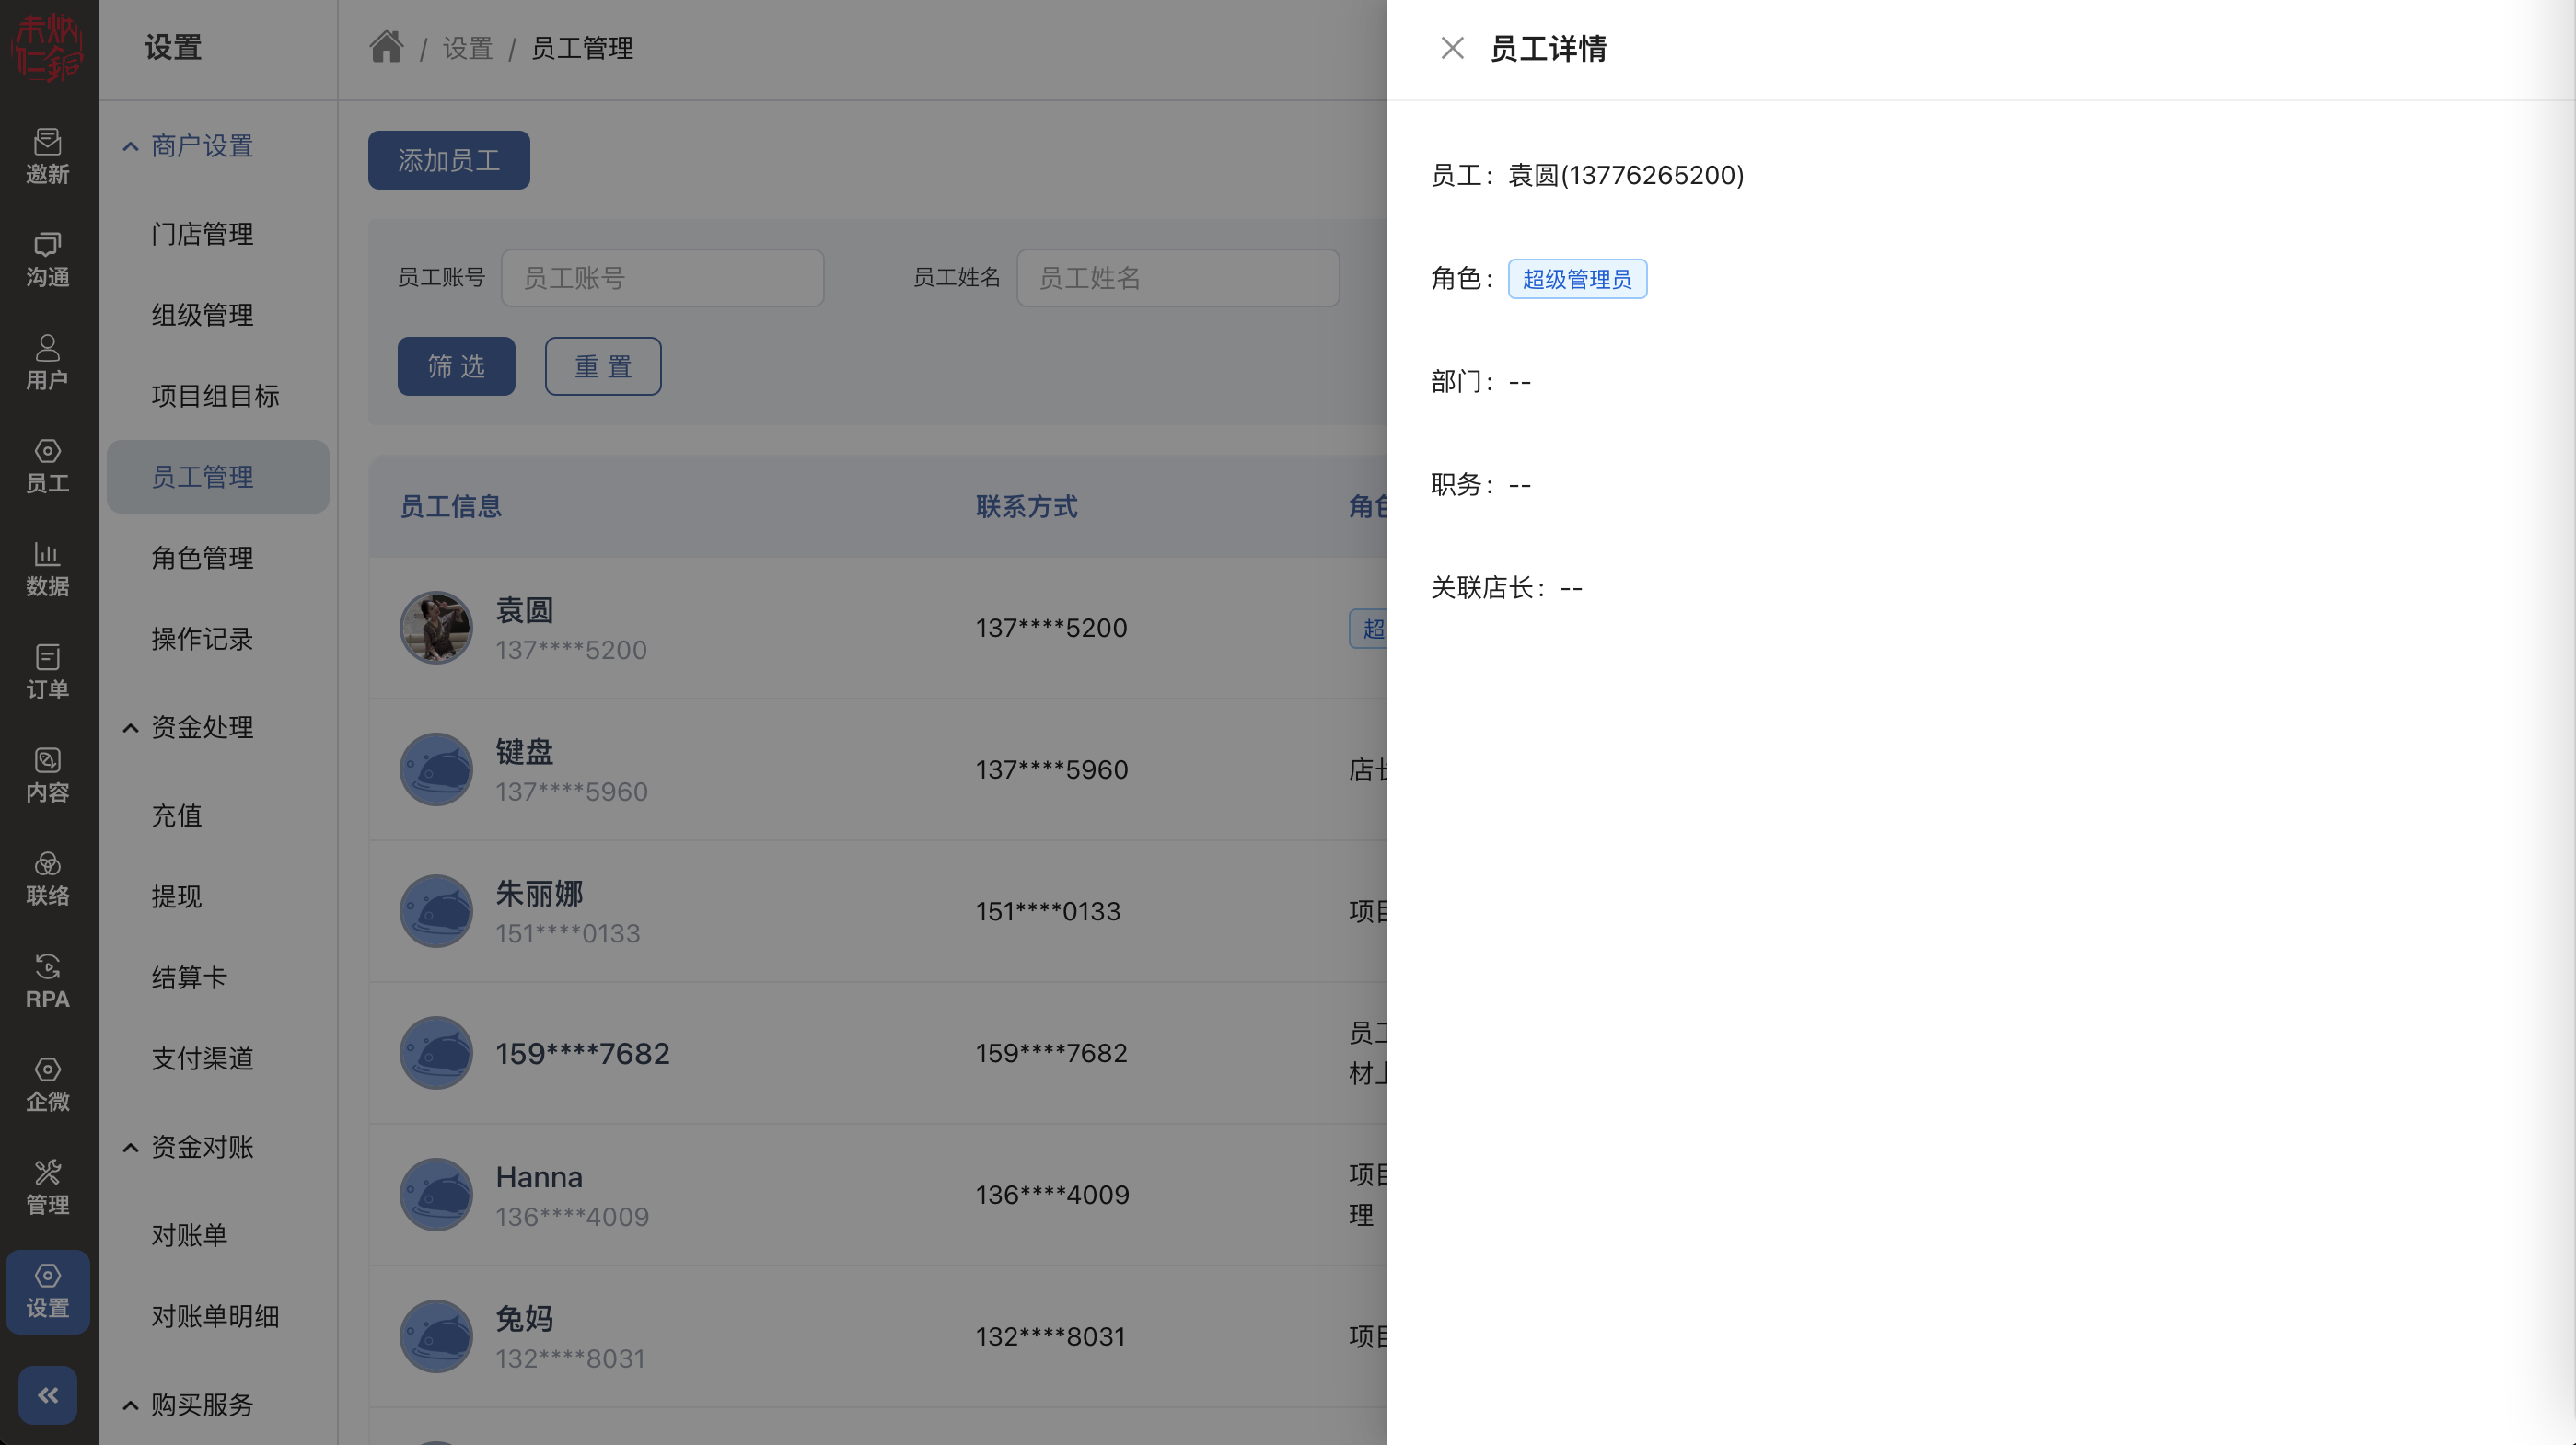 邀新
沟通
用户
员工
数据
订单
内容
联络
RPA
企微
管理
设置
设置
商户设置
门店管理
组级管理
项目组目标
员工管理
角色管理
操作记录
资金处理
充值
提现
结算卡
支付渠道
资金对账
对账单
对账单明细
购买服务
/ 设置 / 员工管理
添加员工
员工账号 员工账号 员工姓名 员工姓名
筛 选 重 置
员工信息 联系方式 角色
袁圆
137****5200
137****5200
超
键盘
137****5960
137****5960
店长
朱丽娜
151****0133
151****0133
项目
159****7682
159****7682
员工
材上
Hanna
136****4009
136****4009
项目
理
兔妈
132****8031
132****8031
项目
员工详情
员工: 袁圆(13776265200)
角色: 超级管理员
部门: --
职务: --
关联店长: --